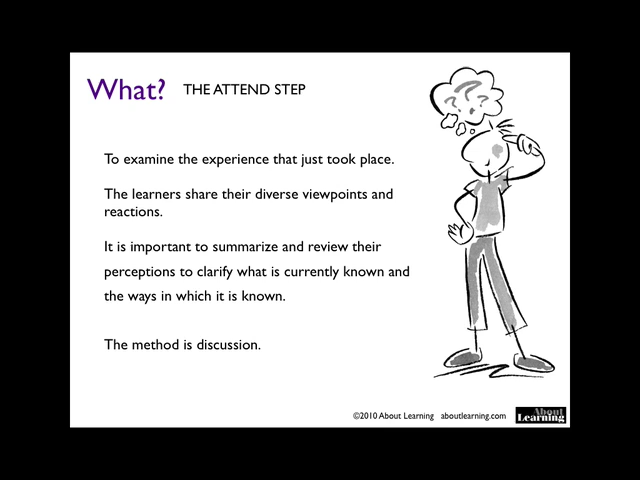 What? THE ATTEND STEP
? ? ?
To examine the experience that just took place.
The learners share their diverse viewpoints and
reactions.
It is important to summarize and review their
perceptions to clarify what is currently known and
the ways in which it is known.
The method is discussion.
©2010 About Learning aboutlearning.com
About
Learning